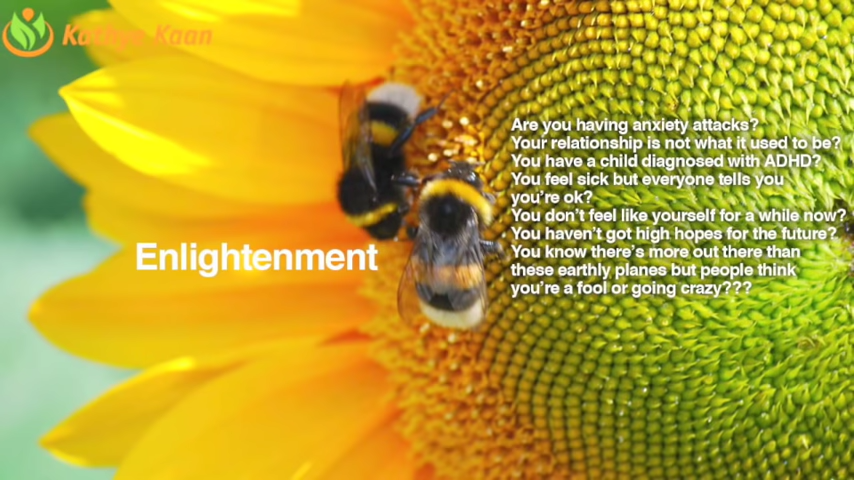 Kathye Kaan
Enlightenment
Are you having anxiety attacks?
Your relationship is not what it used to be?
You have a child diagnosed with ADHD?
You feel sick but everyone tells you
you're ok?
You don't feel like yourself for a while now?
You haven't got high hopes for the future?
You know there's more out there than
these earthly planes but people think
you're a fool or going crazy???